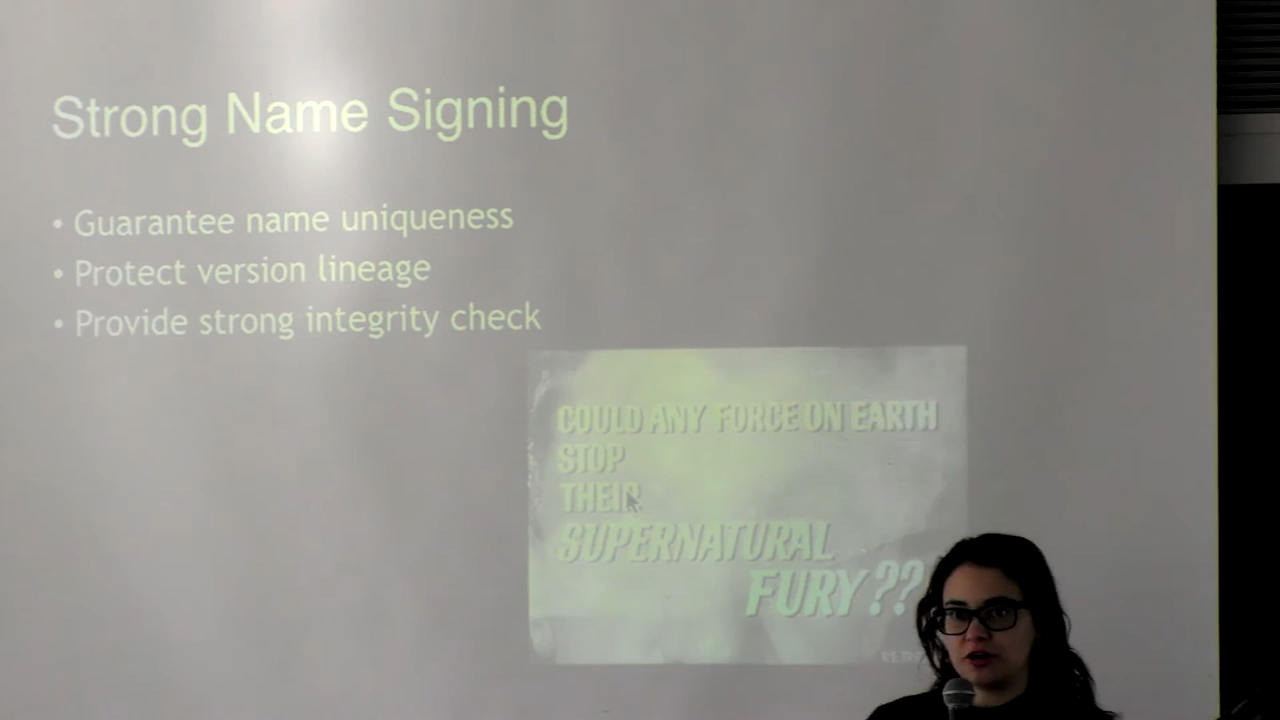 Strong Name Signing
• Guarantee name uniqueness
• Protect version lineage
• Provide strong integrity check
COULD ANY FORCE ON EARTH
STOP
THEIR
SUPERNATURAL
FURY??